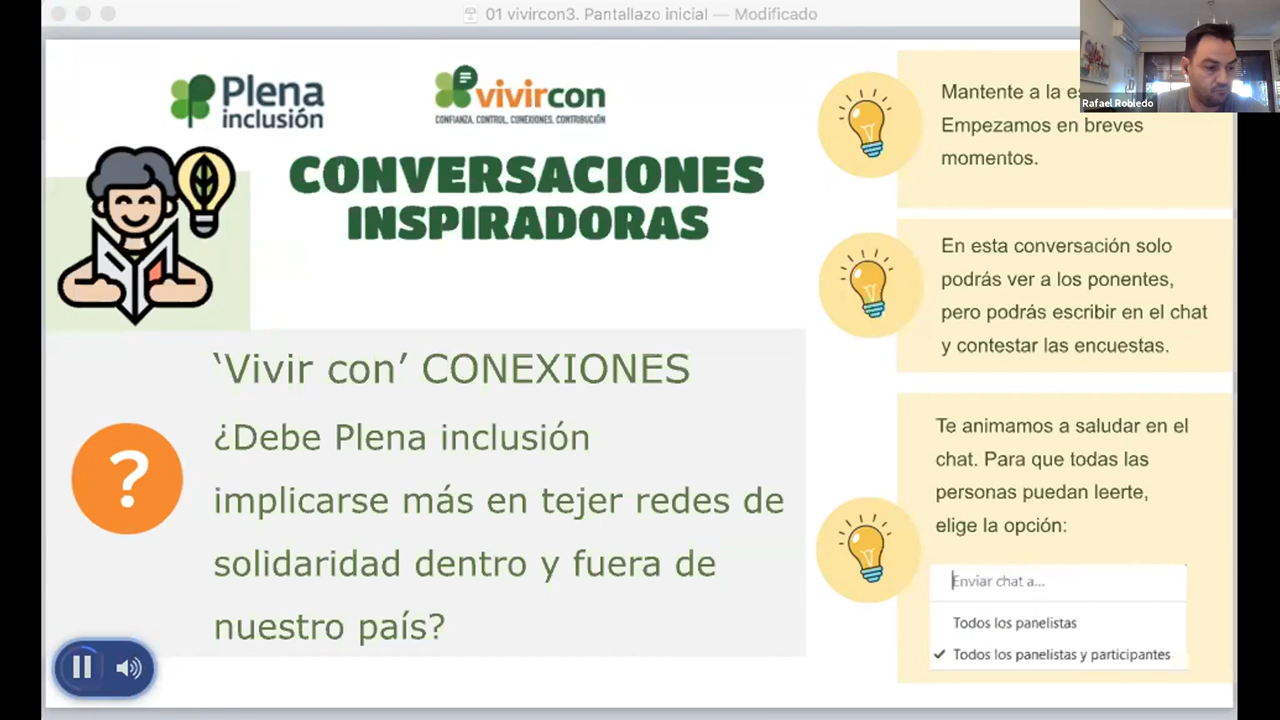 01 vivircon3. Pantallazo inicial — Modificado
Plena
inclusión
vivircon
CONFIANZA, CONTROL, CONEXIONES, CONTRIBUCIÓN
CONVERSACIONES
INSPIRADORAS
‘Vivir con’ CONEXIONES
¿Debe Plena inclusión
implicarse más en tejer redes de
solidaridad dentro y fuera de
nuestro país?
?
Mantente a la
Empezamos en breves
momentos.
En esta conversación solo
podrás ver a los ponentes,
pero podrás escribir en el chat
y contestar las encuestas.
Te animamos a saludar en el
chat. Para que todas las
personas puedan leerte,
elige la opción:
Enviar chat a...
Todos los panelistas
Todos los panelistas y participantes
Rafael Robledo